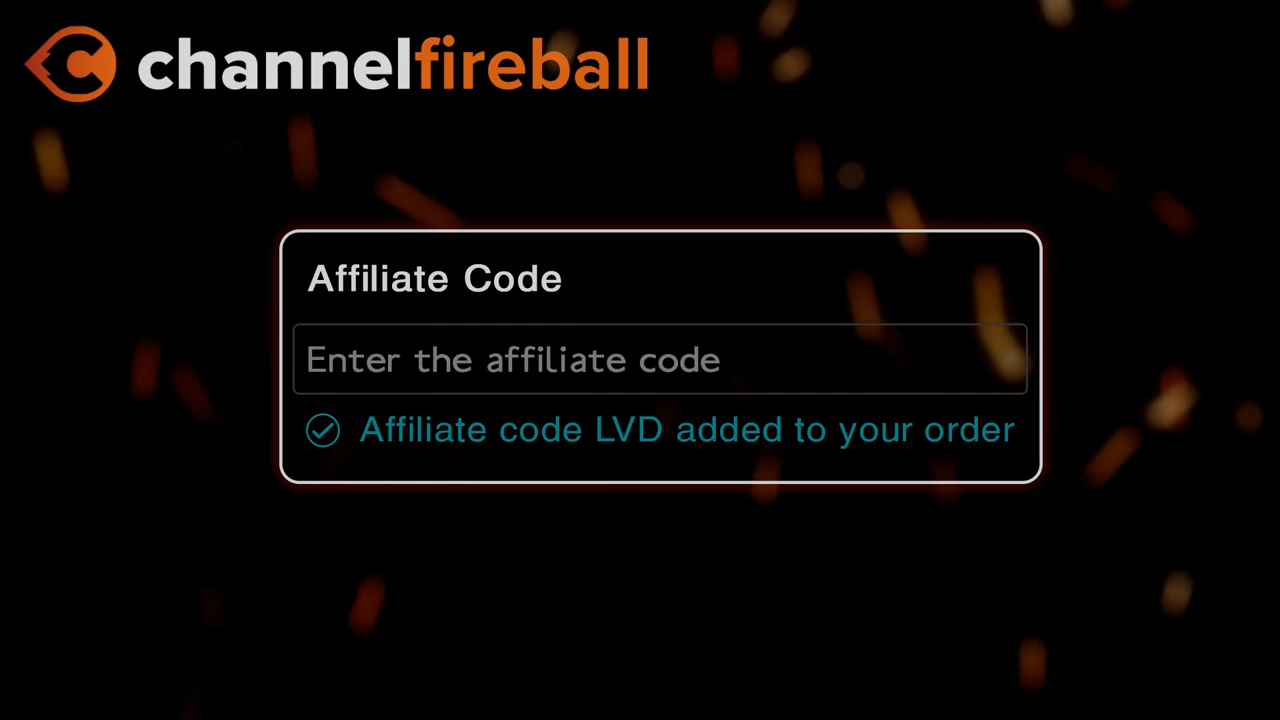 channelfireball
Affiliate Code
Enter the affiliate code
Affiliate code LVD added to your order